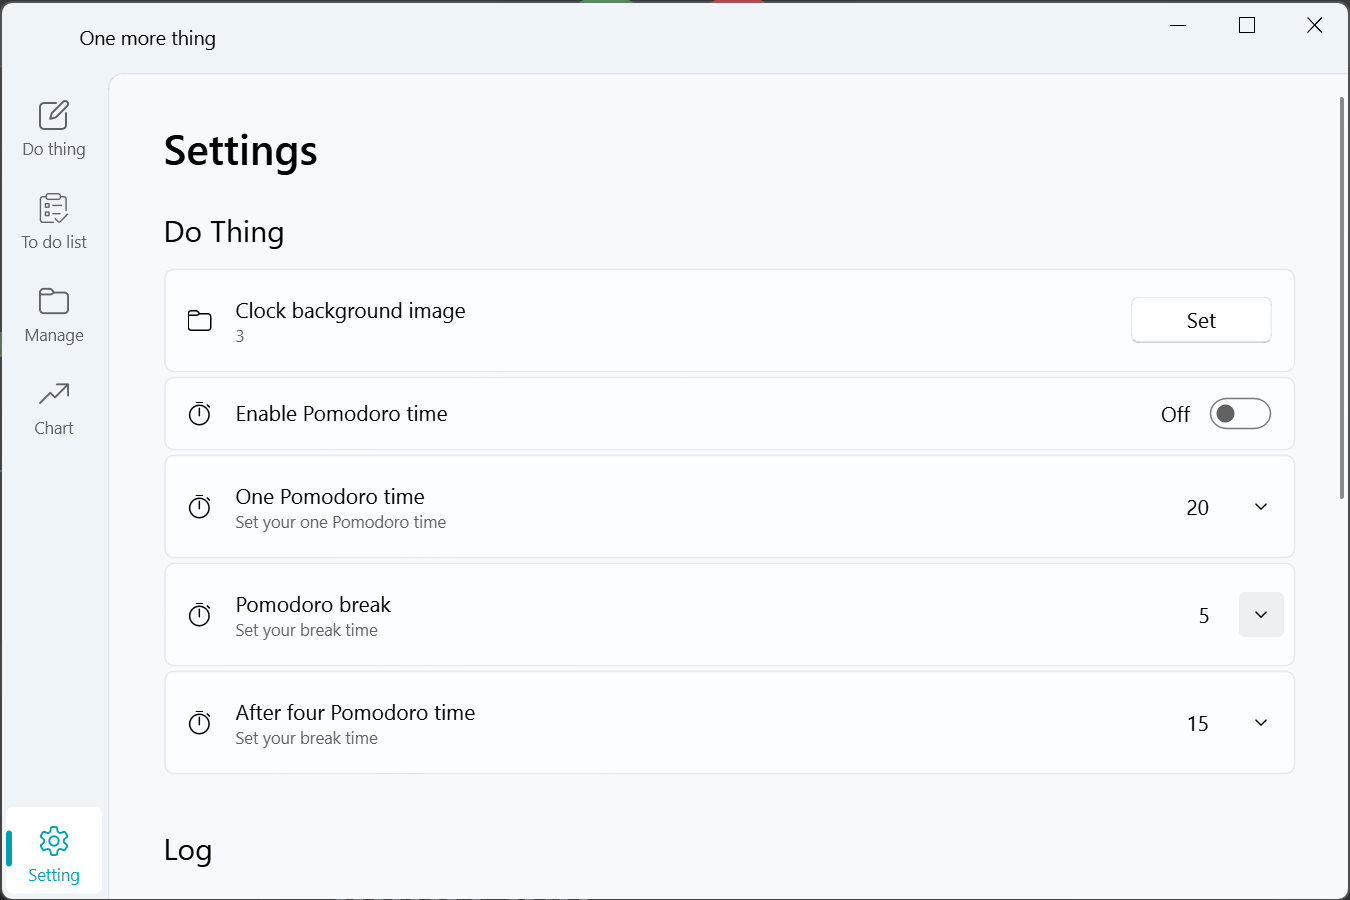 One more thing
Do thing
To do list
Manage
Chart
Setting
Settings
Do Thing
Clock background image
3
Set
Enable Pomodoro time
Off
One Pomodoro time
Set your one Pomodoro time
20
Pomodoro break
Set your break time
5
After four Pomodoro time
Set your break time
15
Log